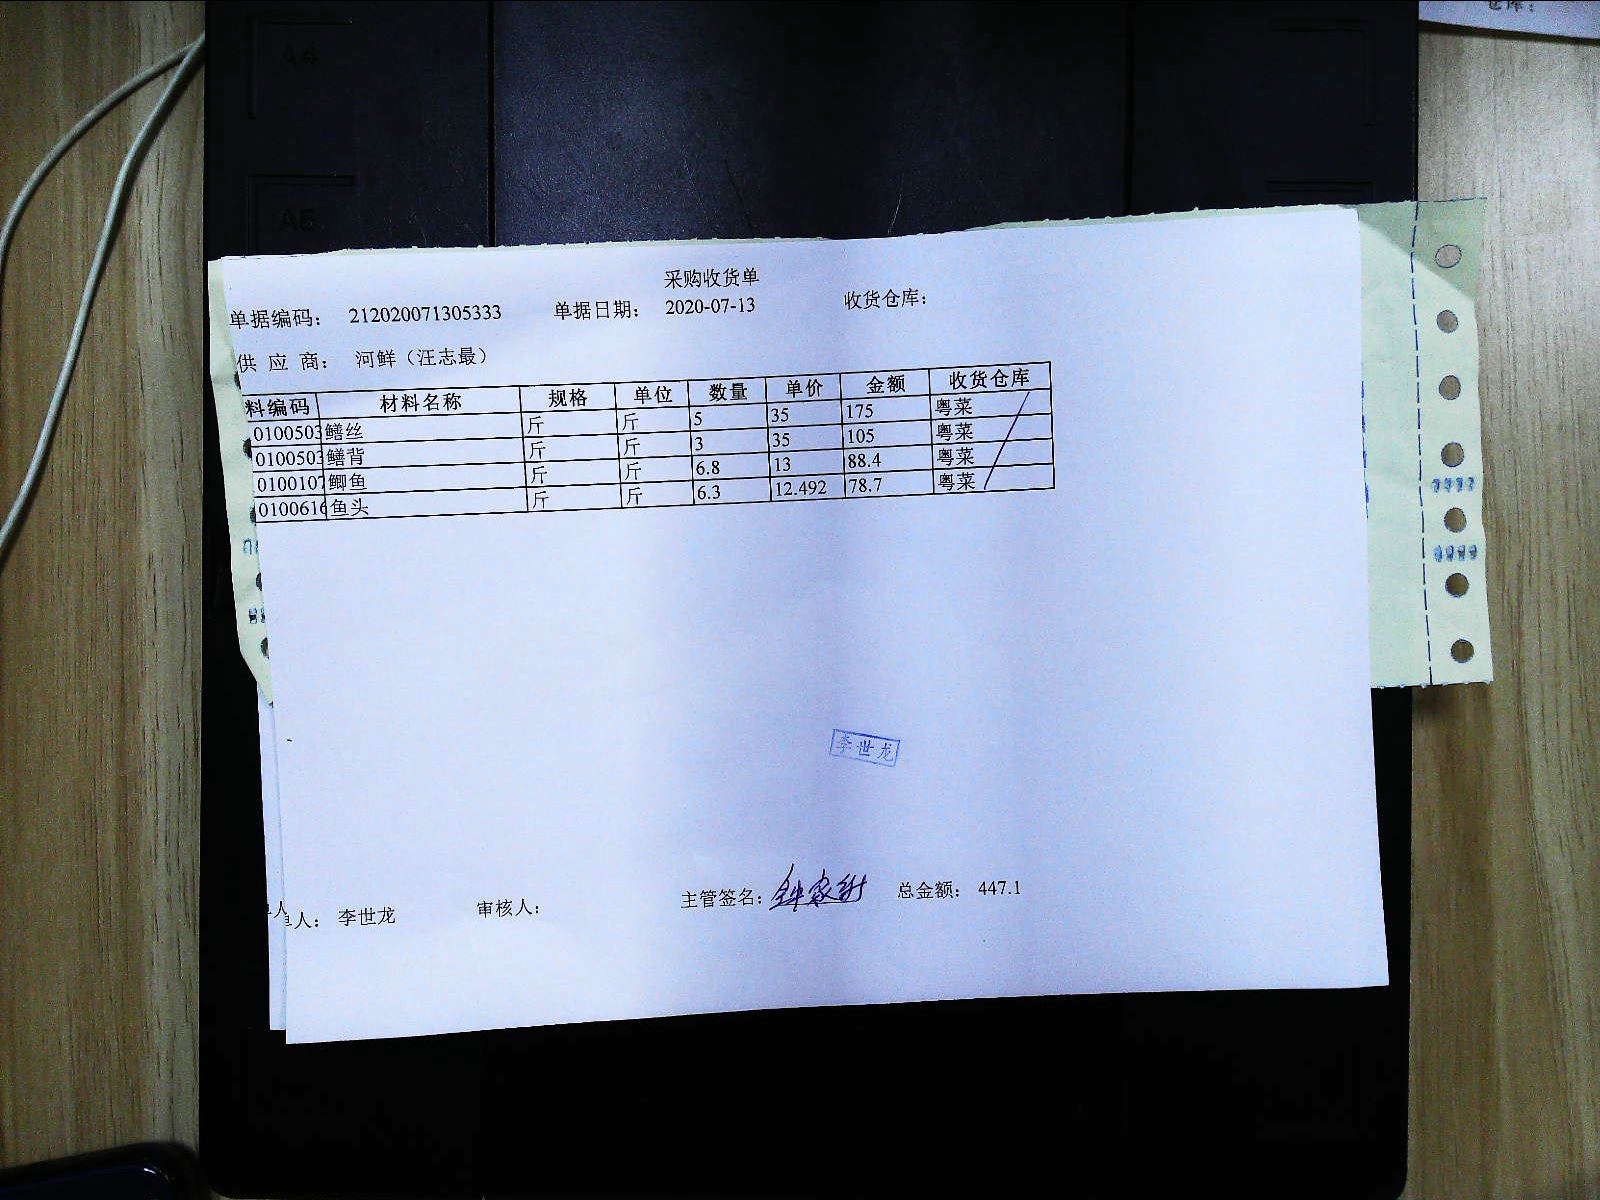 仓库：
A4
A5
采购收货单
单据编码： 212020071305333 单据日期： 2020-07-13 收货仓库：
供 应 商： 河鲜（汪志最）
料编码 材料名称 规格 单位 数量 单价 金额 收货仓库
0100503 鳝丝 斤 斤 5 35 175 粤菜
0100503 鳝背 斤 斤 3 35 105 粤菜
0100107 鲫鱼 斤 斤 6.8 13 88.4 粤菜
0100616 鱼头 斤 斤 6.3 12.492 78.7 粤菜
李世龙
单人： 李世龙 审核人： 主管签名： 总金额： 447.1